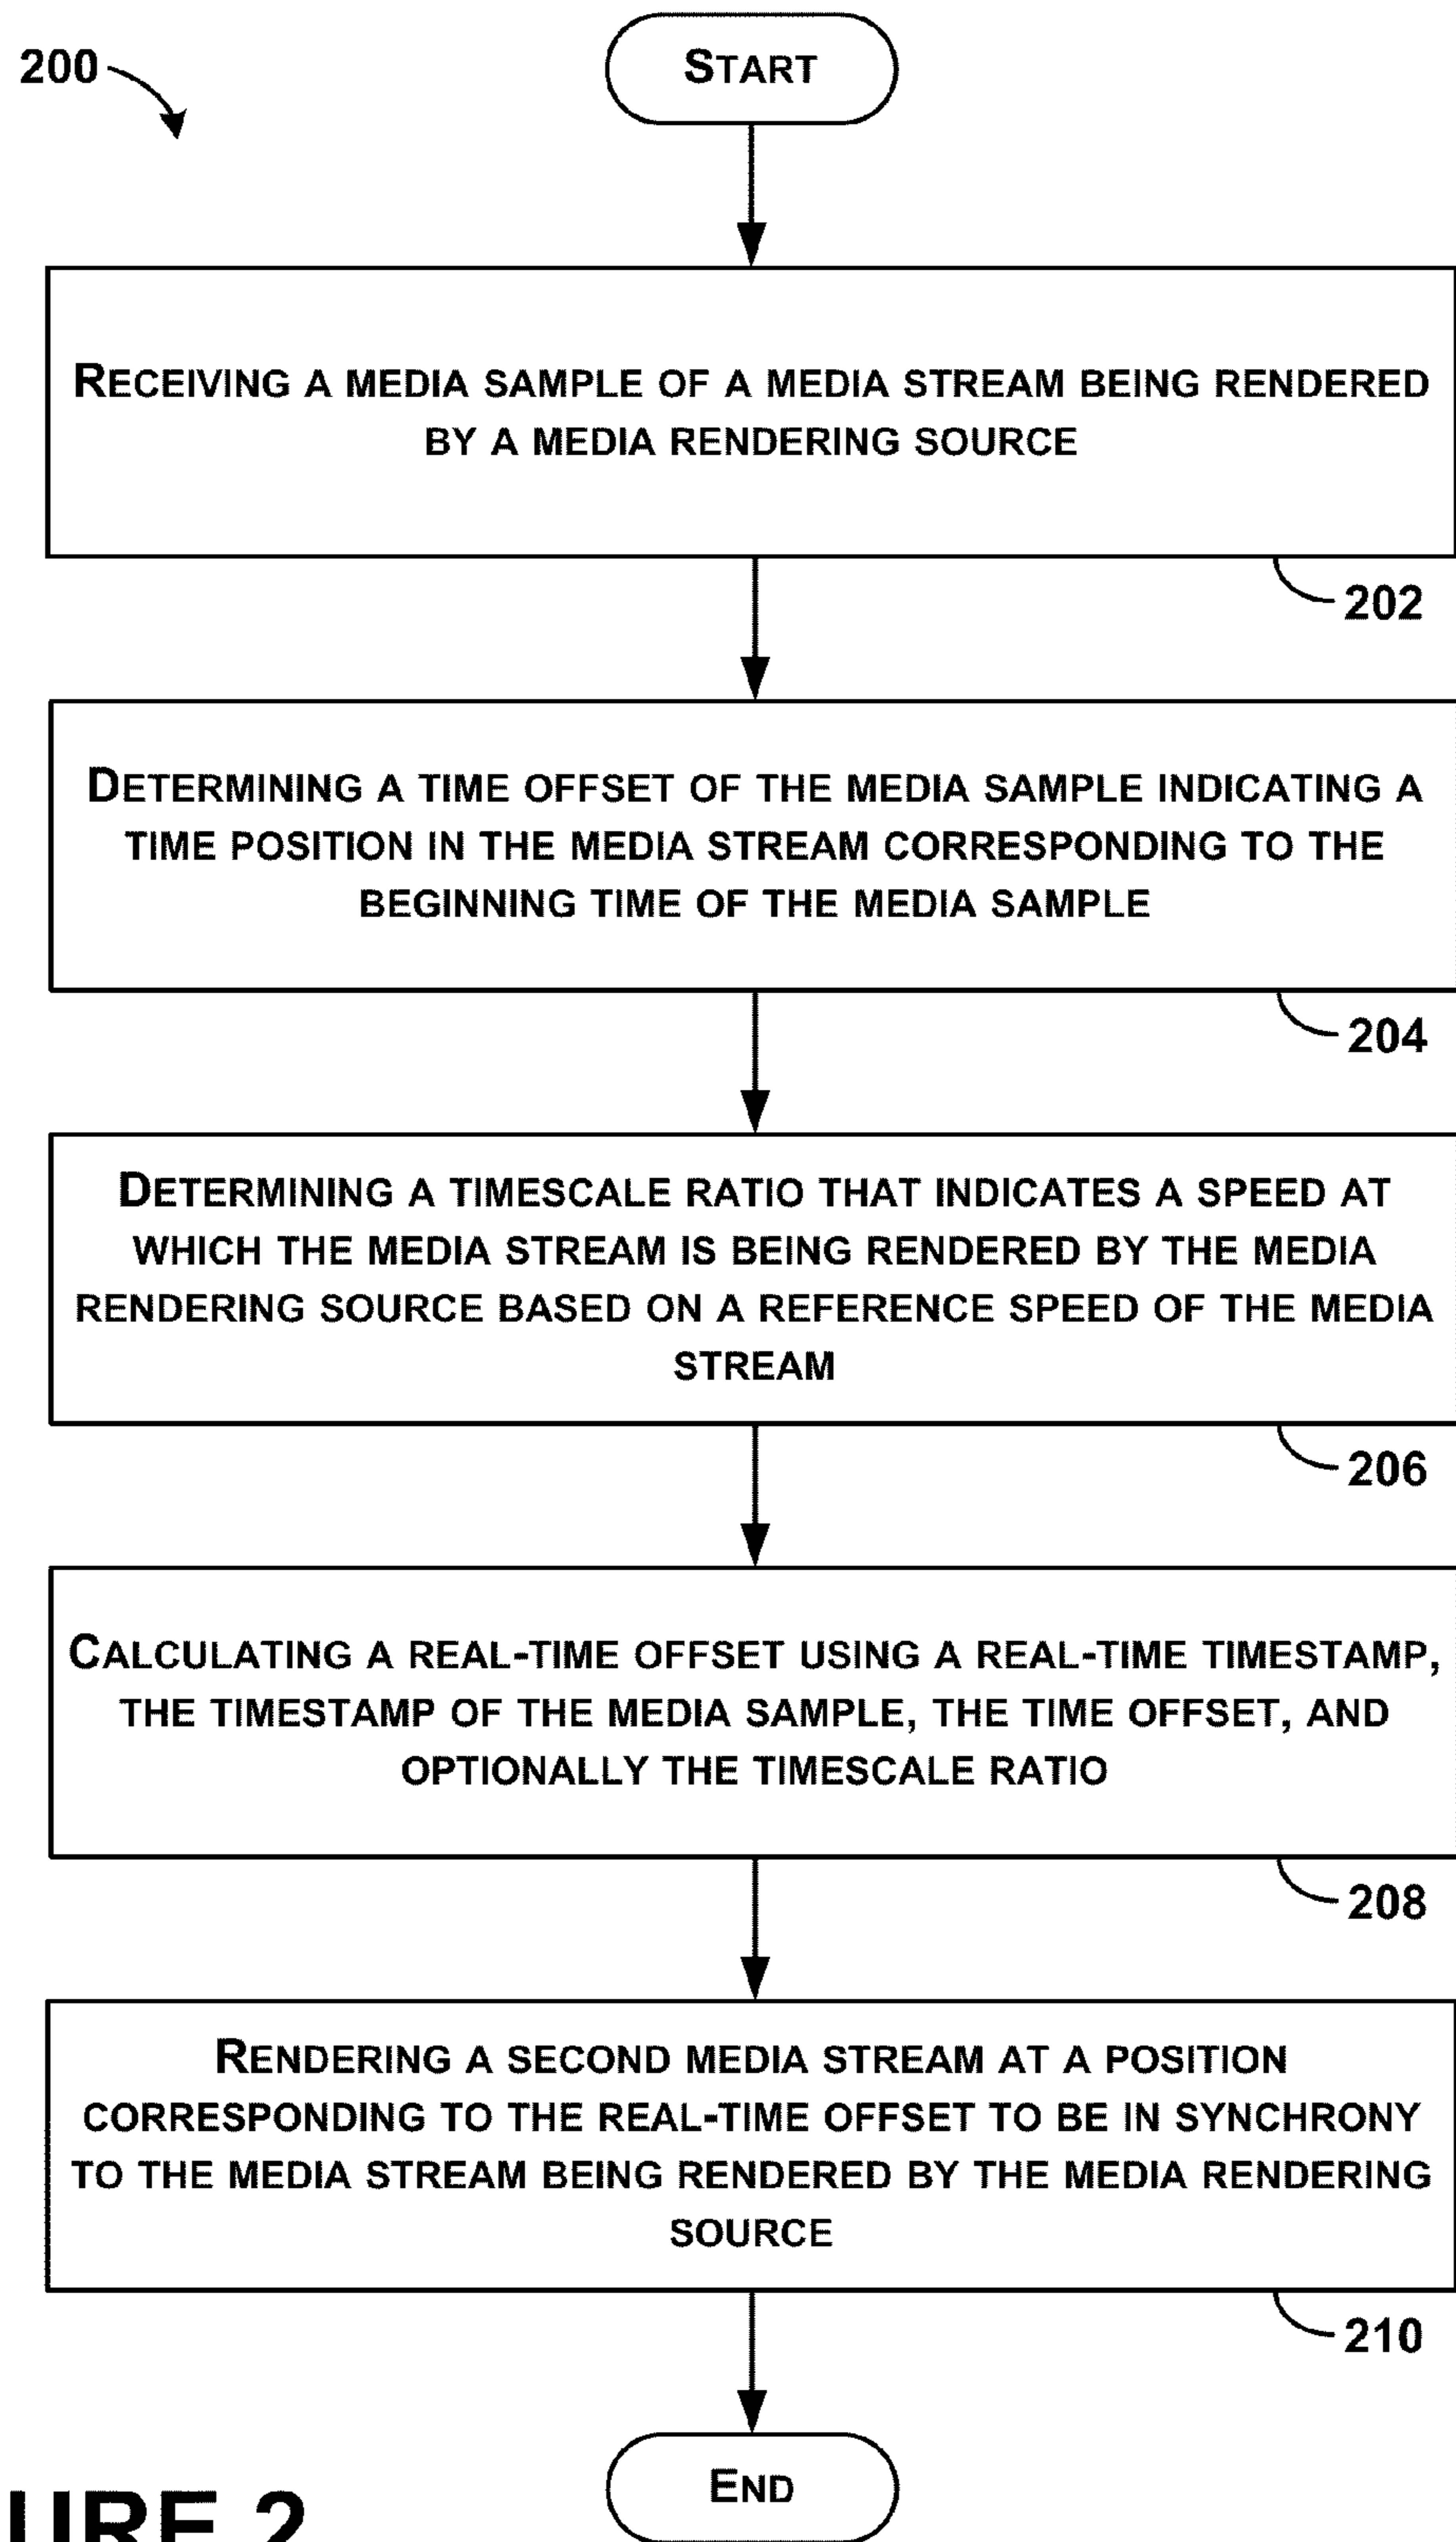 200
START
RECEIVING A MEDIA SAMPLE OF A MEDIA STREAM BEING RENDERED
BY A MEDIA RENDERING SOURCE
202
DETERMINING A TIME OFFSET OF THE MEDIA SAMPLE INDICATING A
TIME POSITION IN THE MEDIA STREAM CORRESPONDING TO THE
BEGINNING TIME OF THE MEDIA SAMPLE
204
DETERMINING A TIMESCALE RATIO THAT INDICATES A SPEED AT
WHICH THE MEDIA STREAM IS BEING RENDERED BY THE MEDIA
RENDERING SOURCE BASED ON A REFERENCE SPEED OF THE MEDIA
STREAM
206
CALCULATING A REAL-TIME OFFSET USING A REAL-TIME TIMESTAMP,
THE TIMESTAMP OF THE MEDIA SAMPLE, THE TIME OFFSET, AND
OPTIONALLY THE TIMESCALE RATIO
208
RENDERING A SECOND MEDIA STREAM AT A POSITION
CORRESPONDING TO THE REAL-TIME OFFSET TO BE IN SYNCHRONY
TO THE MEDIA STREAM BEING RENDERED BY THE MEDIA RENDERING
SOURCE
210
END
URE 2